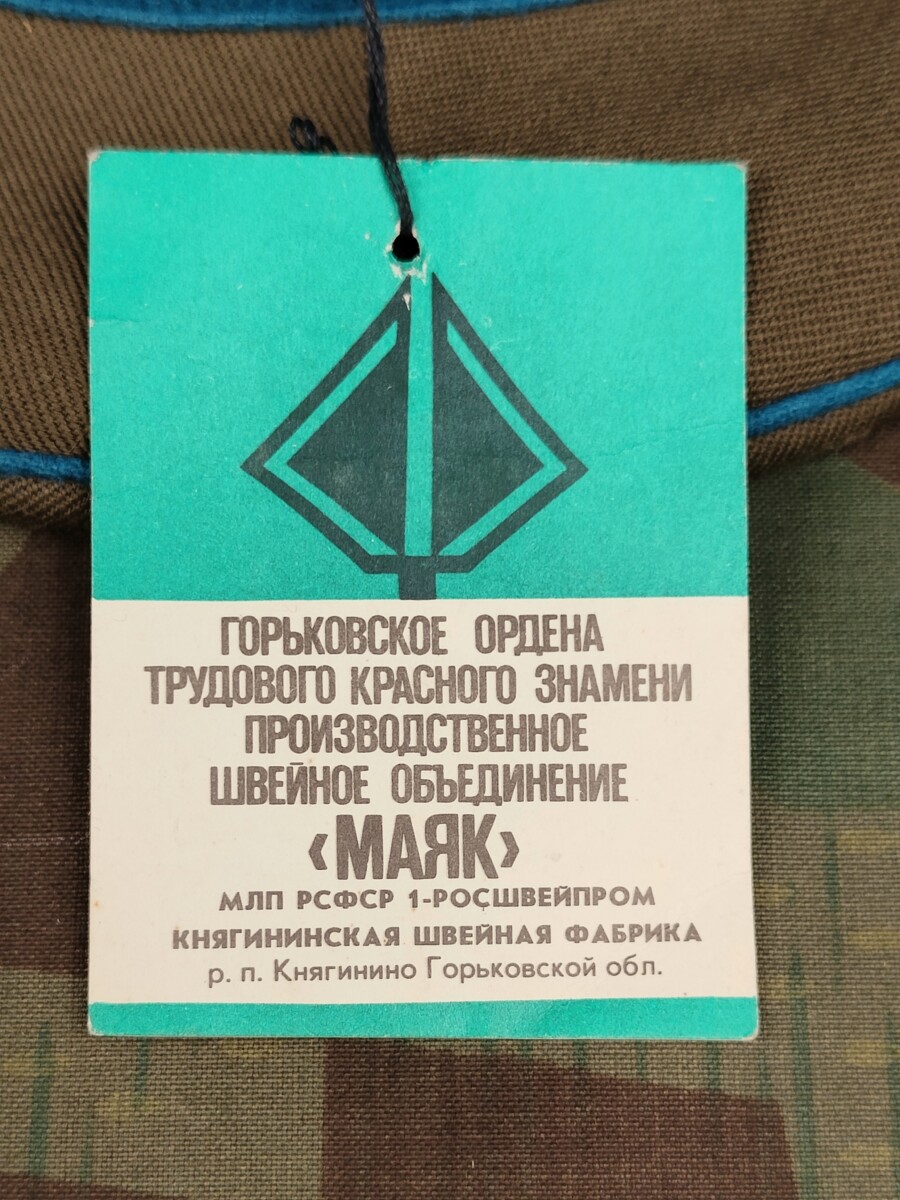 ГОРЬКОВСКОЕ ОРДЕНА
ТРУДОВОГО КРАСНОГО ЗНАМЕНИ
ПРОИЗВОДСТВЕННОЕ
ШВЕЙНОЕ ОБЪЕДИНЕНИЕ
‹МАЯК›
МЛП РСФСР 1-РОСШВЕЙПРОМ
КНЯГИНИНСКАЯ ШВЕЙНАЯ ФАБРИКА
р. п. Княгинино Горьковской обл.